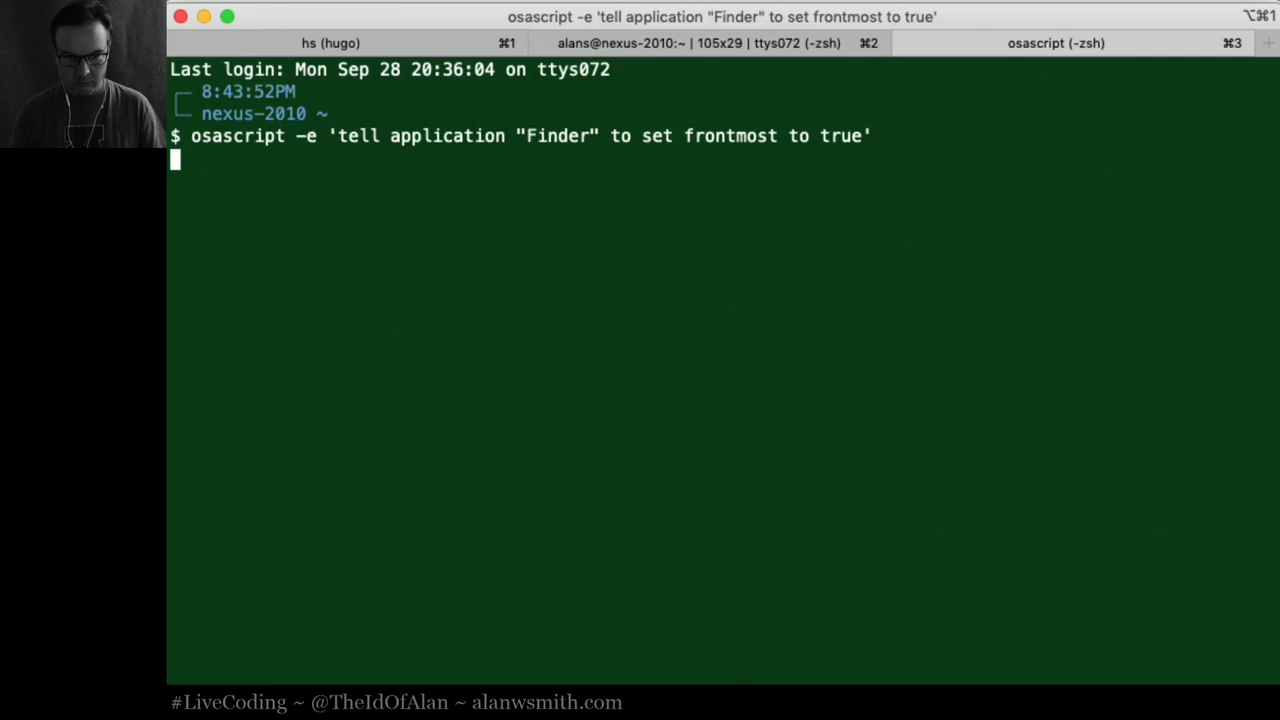 osascript -e 'tell application "Finder" to set frontmost to true'
⌥⌘1
hs (hugo) ⌘1
alans@nexus-2010:~ | 105x29 | ttys072 (-zsh) ⌘2
osascript (-zsh) ⌘3
Last login: Mon Sep 28 20:36:04 on ttys072
8:43:52PM
nexus-2010 ~
$ osascript -e 'tell application "Finder" to set frontmost to true'
#LiveCoding ~ @TheIdOfAlan ~ alanwsmith.com